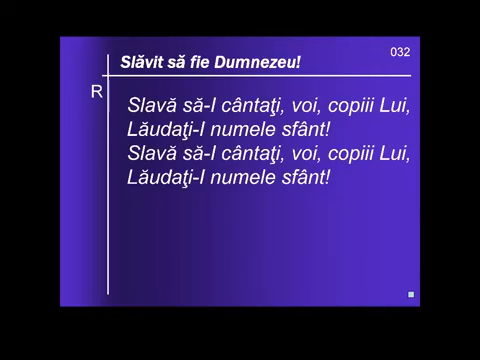 032
Slăvit să fie Dumnezeu!
R
Slavă să-I cântaţi, voi, copiii Lui,
Lăudaţi-I numele sfânt!
Slavă să-I cântaţi, voi, copiii Lui,
Lăudaţi-I numele sfânt!